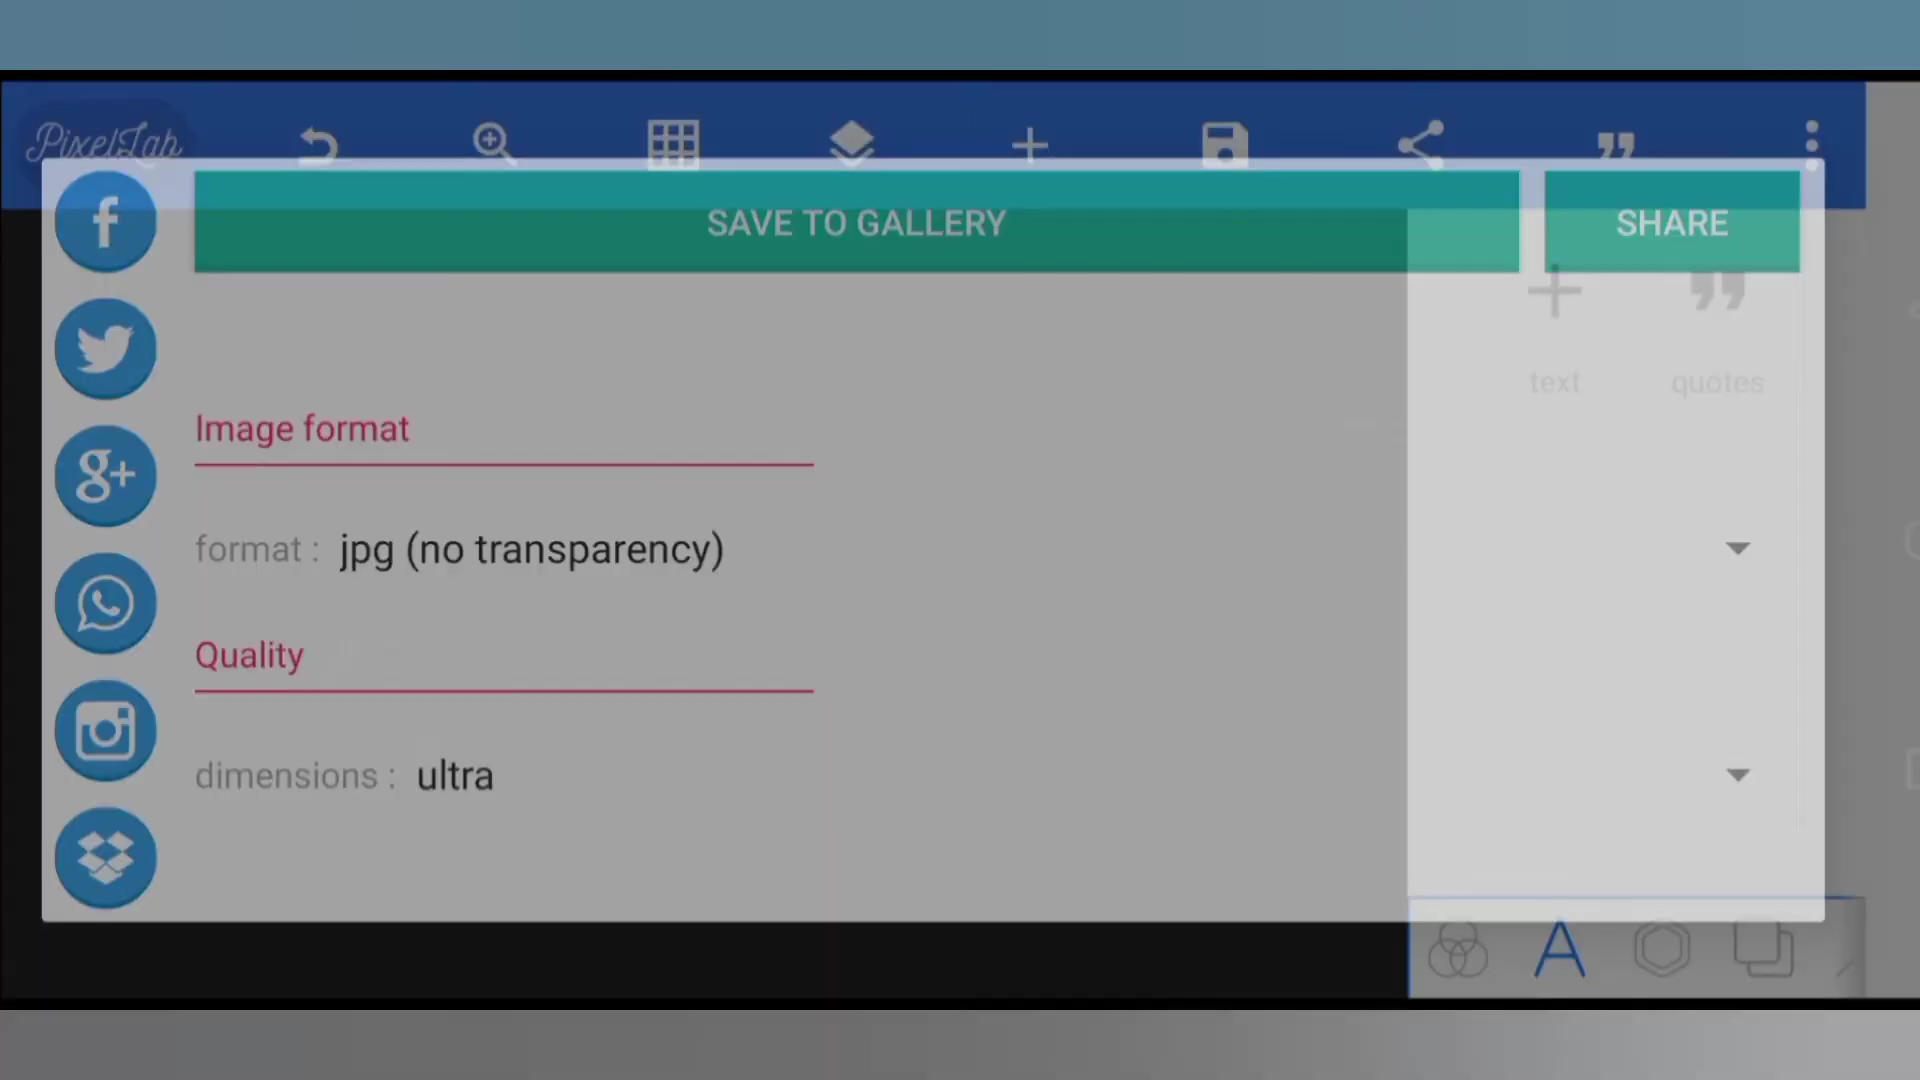 PixelLab
SAVE TO GALLERY
SHARE
text
quotes
Image format
format : jpg (no transparency)
Quality
dimensions : ultra